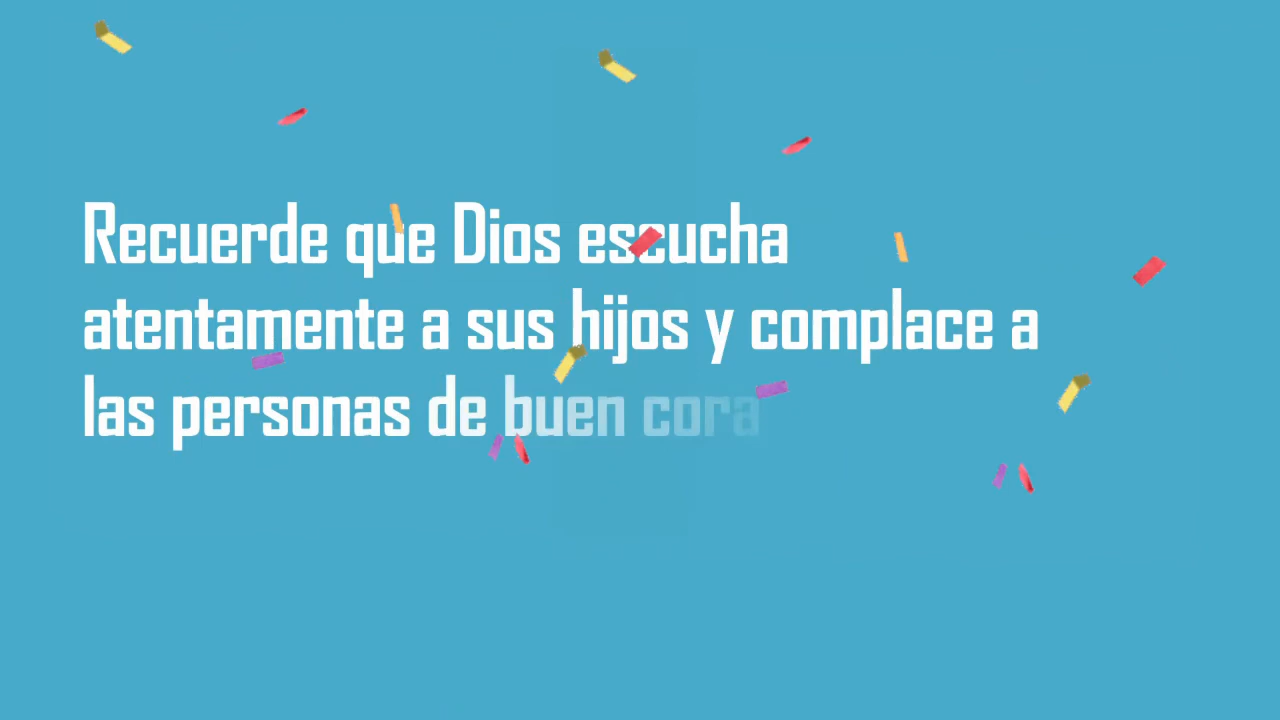 Recuerde que Dios escucha
atentamente a sus hijos y complace a
las personas de buen cora